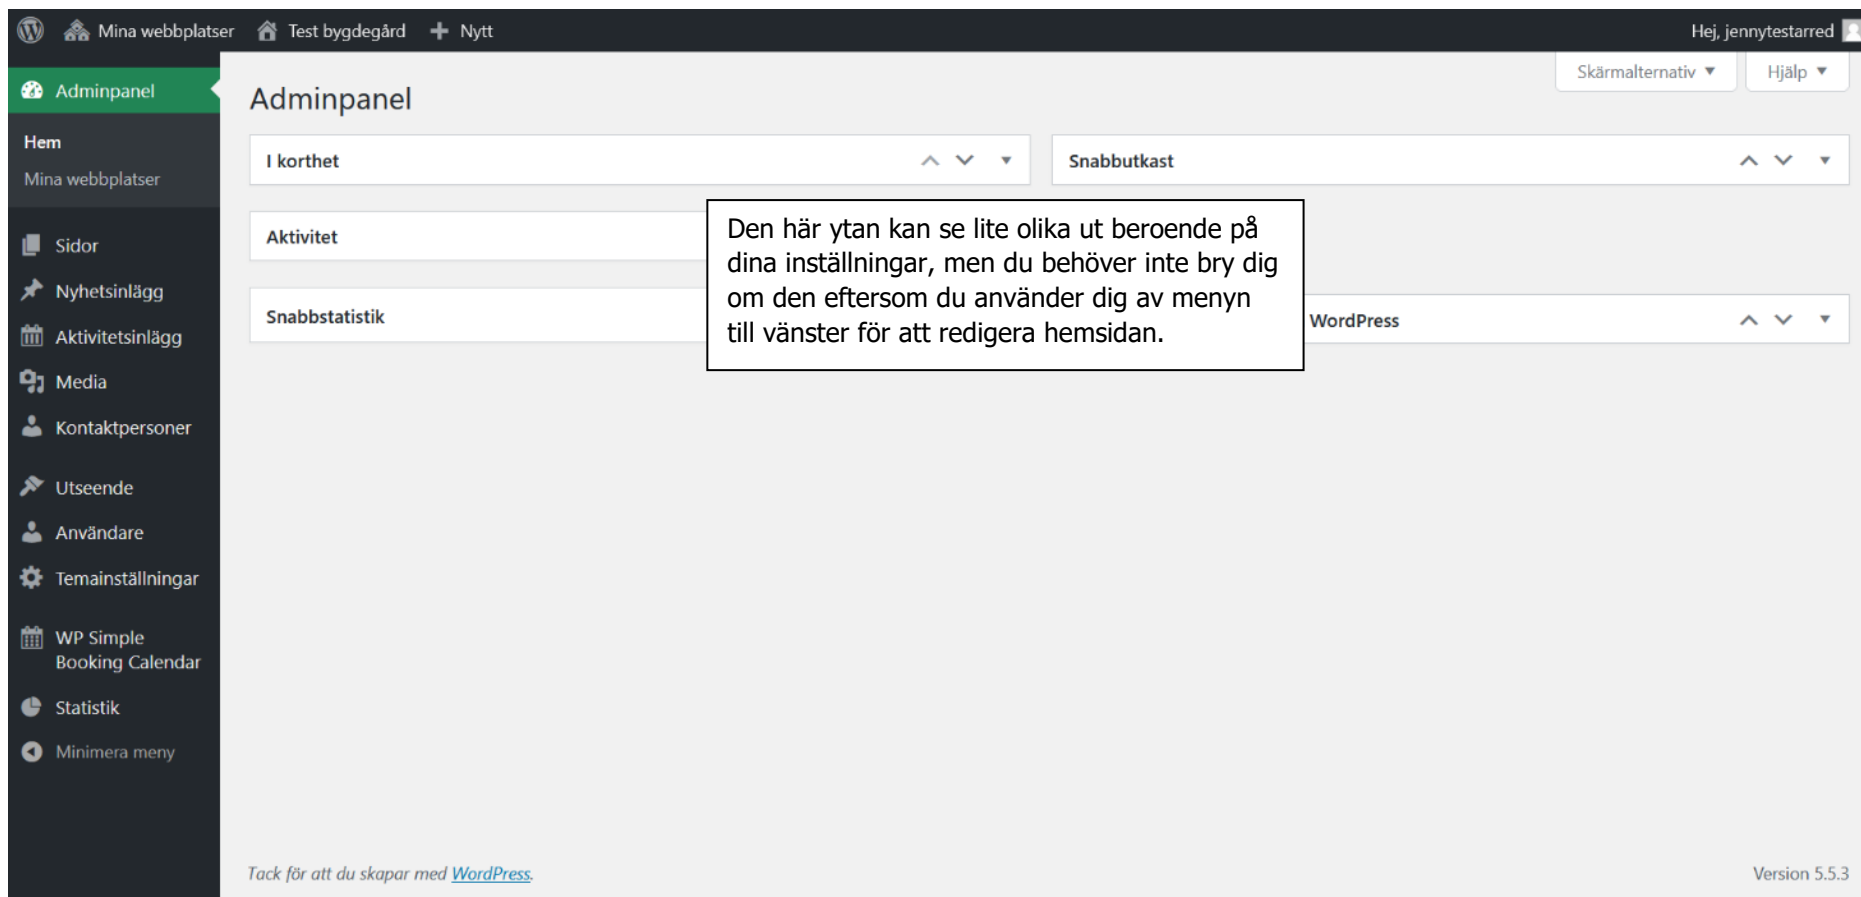 Mina webbplatser Test bygdegård Nytt Hej, jennytestarred
Skärmalternativ Hjälp
Adminpanel
Hem
Mina webbplatser
Sidor
Nyhetsinlägg
Aktivitetsinlägg
Media
Kontaktpersoner
Utseende
Användare
Temainställningar
WP Simple
Booking Calendar
Statistik
Minimera meny
Adminpanel
I korthet
Snabbutkast
Aktivitet
Snabbstatistik
WordPress
Den här ytan kan se lite olika ut beroende på
dina inställningar, men du behöver inte bry dig
om den eftersom du använder dig av menyn
till vänster för att redigera hemsidan.
Tack för att du skapar med WordPress.
Version 5.5.3